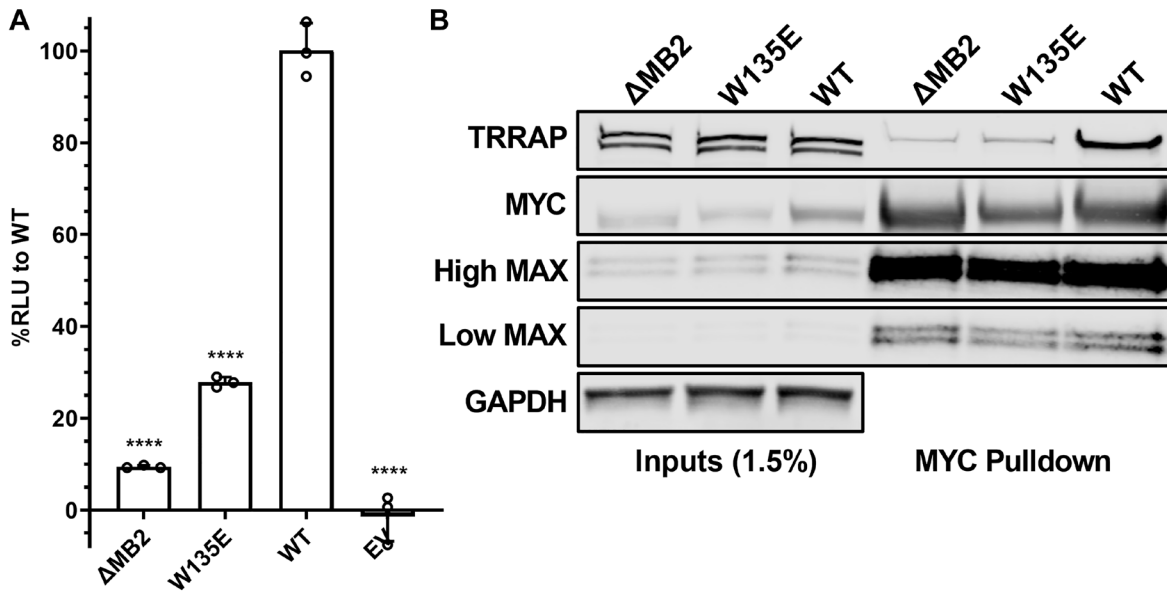 A
%RLU to WT
100
80
60
40
20
0
****
****
****
ΔMB2
W135E
WT
EV
B
ΔMB2
W135E
WT
ΔMB2
W135E
WT
TRRAP
MYC
High MAX
Low MAX
GAPDH
Inputs (1.5%)
MYC Pulldown